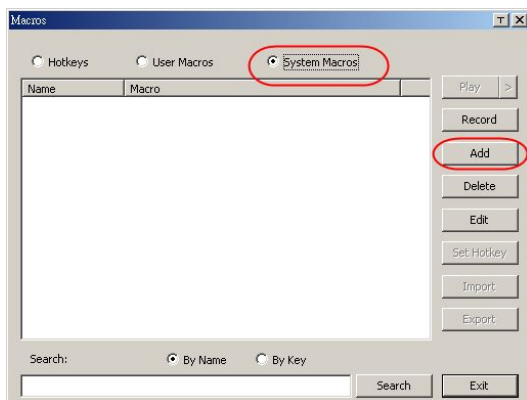 Macros
T X
Hotkeys User Macros System Macros
Name Macro
Play >
Record
Add
Delete
Edit
Set Hotkey
Import
Export
Search: By Name By Key
Search Exit